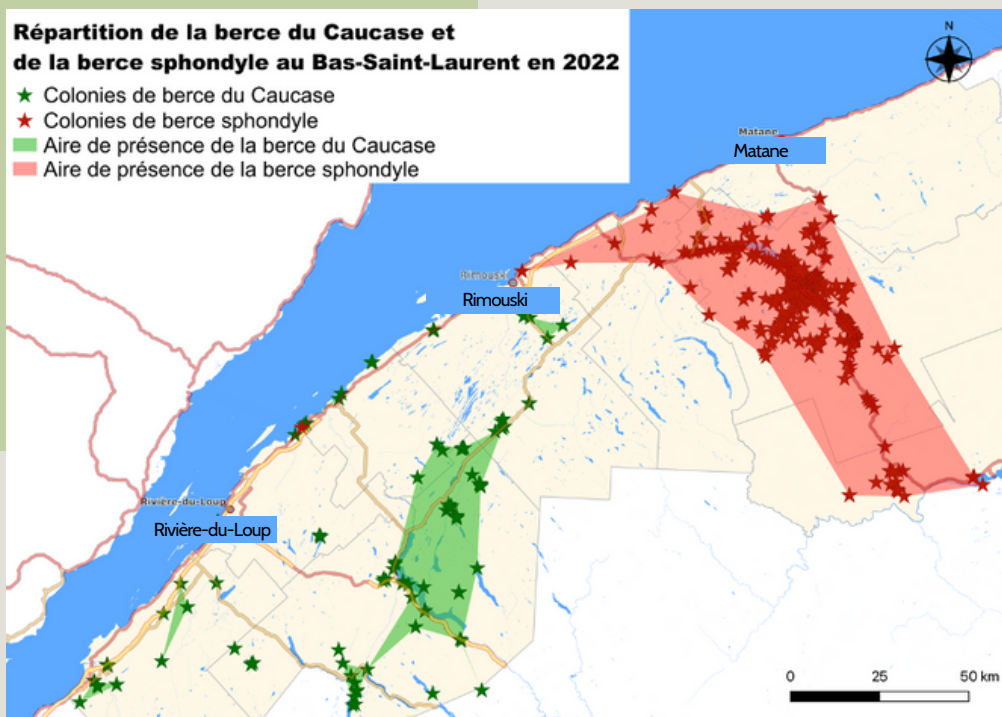 Répartition de la berce du Caucase et
de la berce sphondyle au Bas-Saint-Laurent en 2022
Colonies de berce du Caucase
Colonies de berce sphondyle
Aire de présence de la berce du Caucase
Aire de présence de la berce sphondyle
N
Matane
Matane
Rimouski
Rimouski
Rivière-du-Loup
Rivière-du-Loup
0 25 50 km